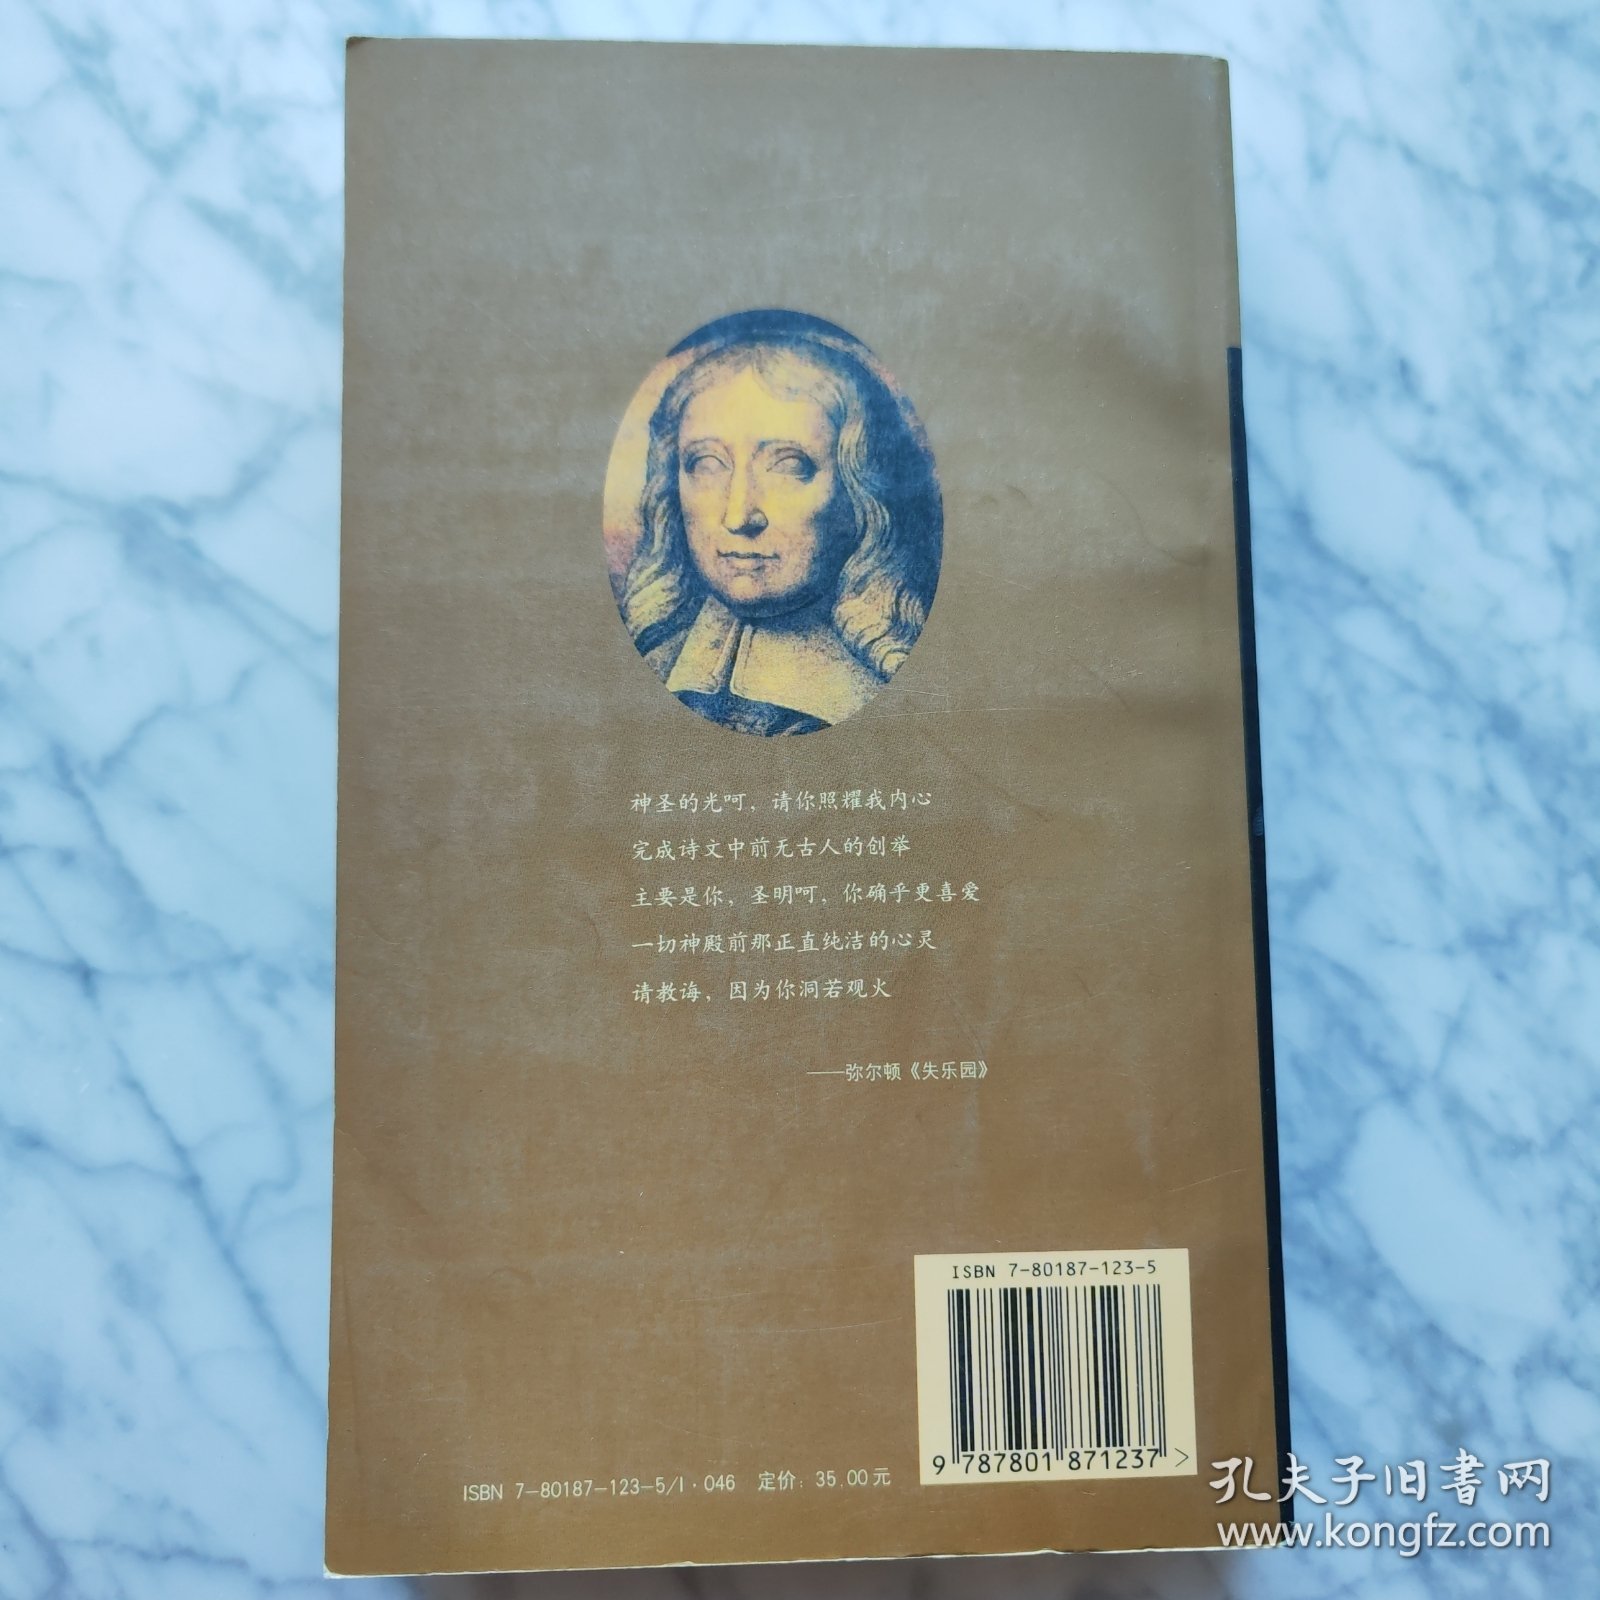 神圣的光呵，请你照耀我内心
完成诗文中前无古人的创举
主要是你，圣明呵，你确乎更喜爱
一切神殿前那正直纯洁的心灵
请教诲，因为你洞若观火
——弥尔顿《失乐园》
ISBN 7-80187-123-5
9 787801 871237 >
ISBN 7-80187-123-5/I·046 定价：35.00元
孔夫子旧书网
www.kongfz.com